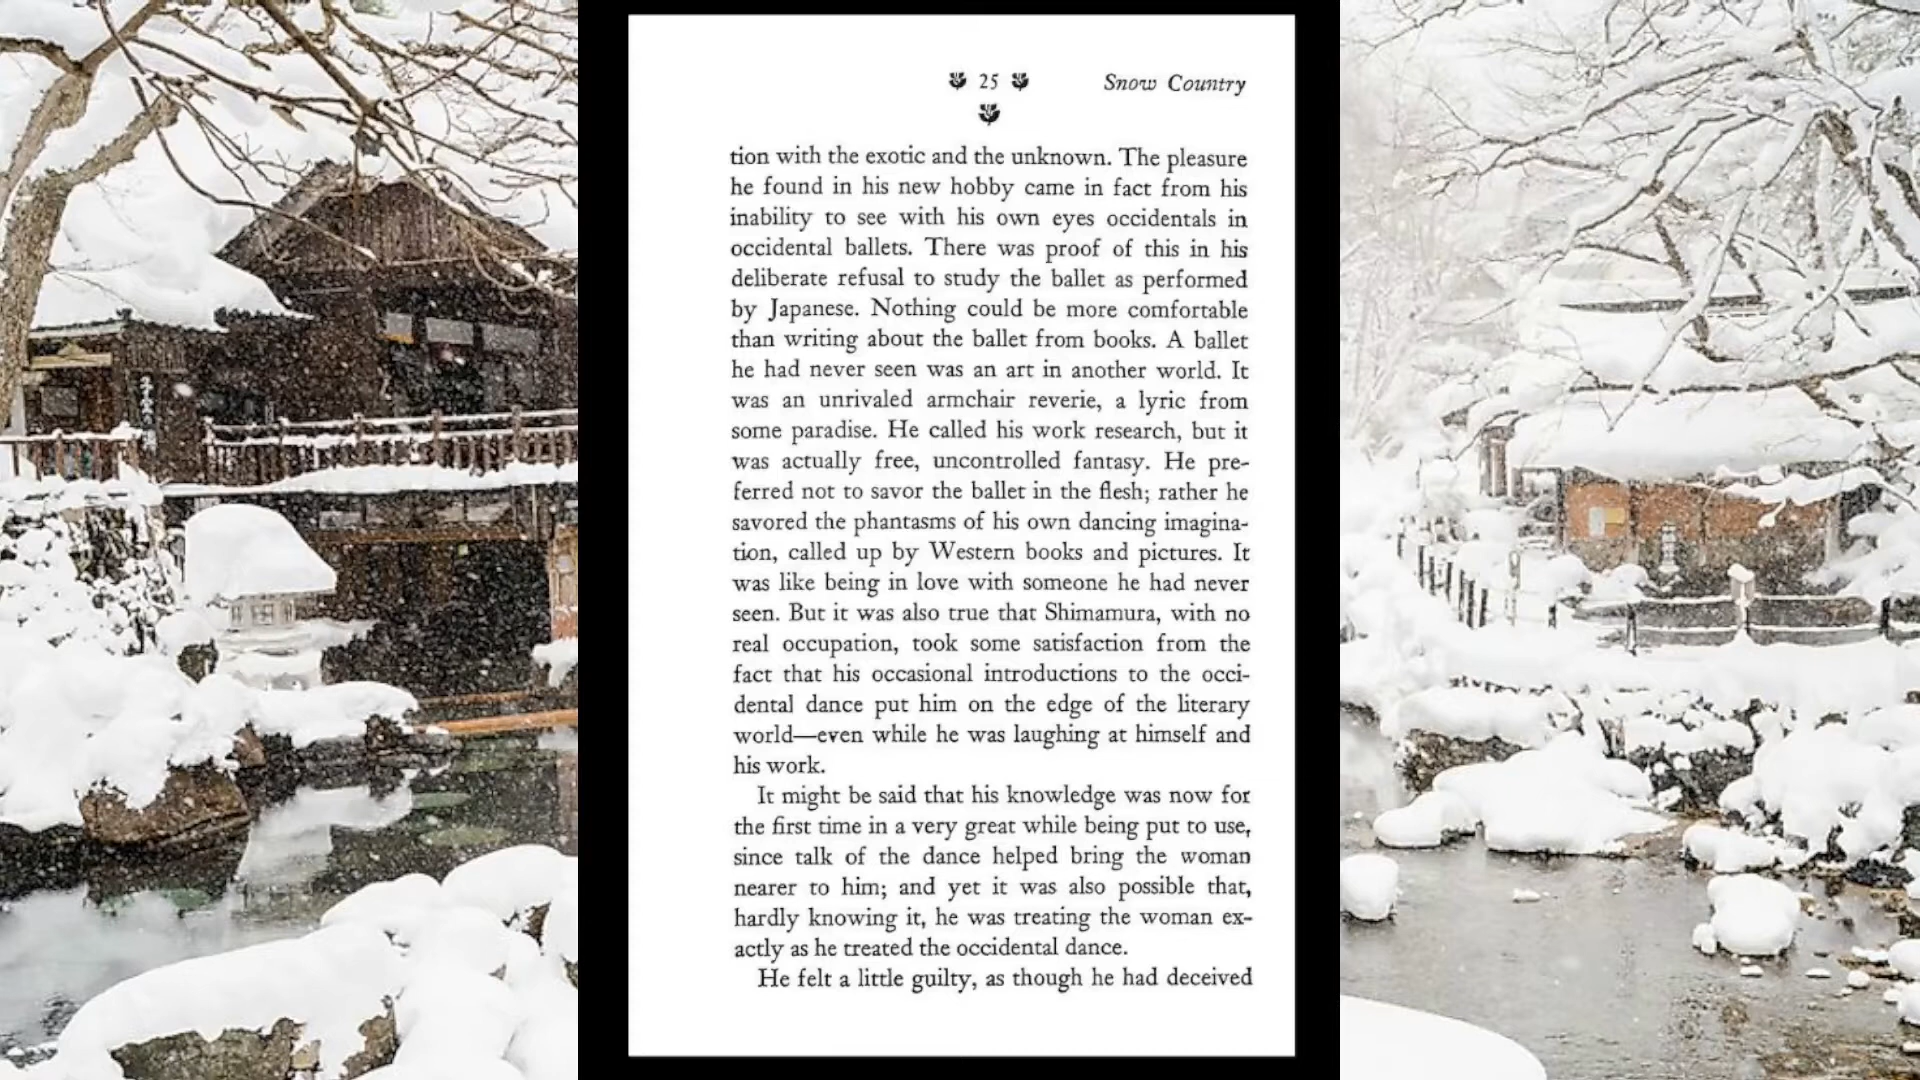 25 Snow Country
tion with the exotic and the unknown. The pleasure
he found in his new hobby came in fact from his
inability to see with his own eyes occidentals in
occidental ballets. There was proof of this in his
deliberate refusal to study the ballet as performed
by Japanese. Nothing could be more comfortable
than writing about the ballet from books. A ballet
he had never seen was an art in another world. It
was an unrivaled armchair reverie, a lyric from
some paradise. He called his work research, but it
was actually free, uncontrolled fantasy. He pre-
ferred not to savor the ballet in the flesh; rather he
savored the phantasms of his own dancing imagina-
tion, called up by Western books and pictures. It
was like being in love with someone he had never
seen. But it was also true that Shimamura, with no
real occupation, took some satisfaction from the
fact that his occasional introductions to the occi-
dental dance put him on the edge of the literary
world—even while he was laughing at himself and
his work.
It might be said that his knowledge was now for
the first time in a very great while being put to use,
since talk of the dance helped bring the woman
nearer to him; and yet it was also possible that,
hardly knowing it, he was treating the woman ex-
actly as he treated the occidental dance.
He felt a little guilty, as though he had deceived